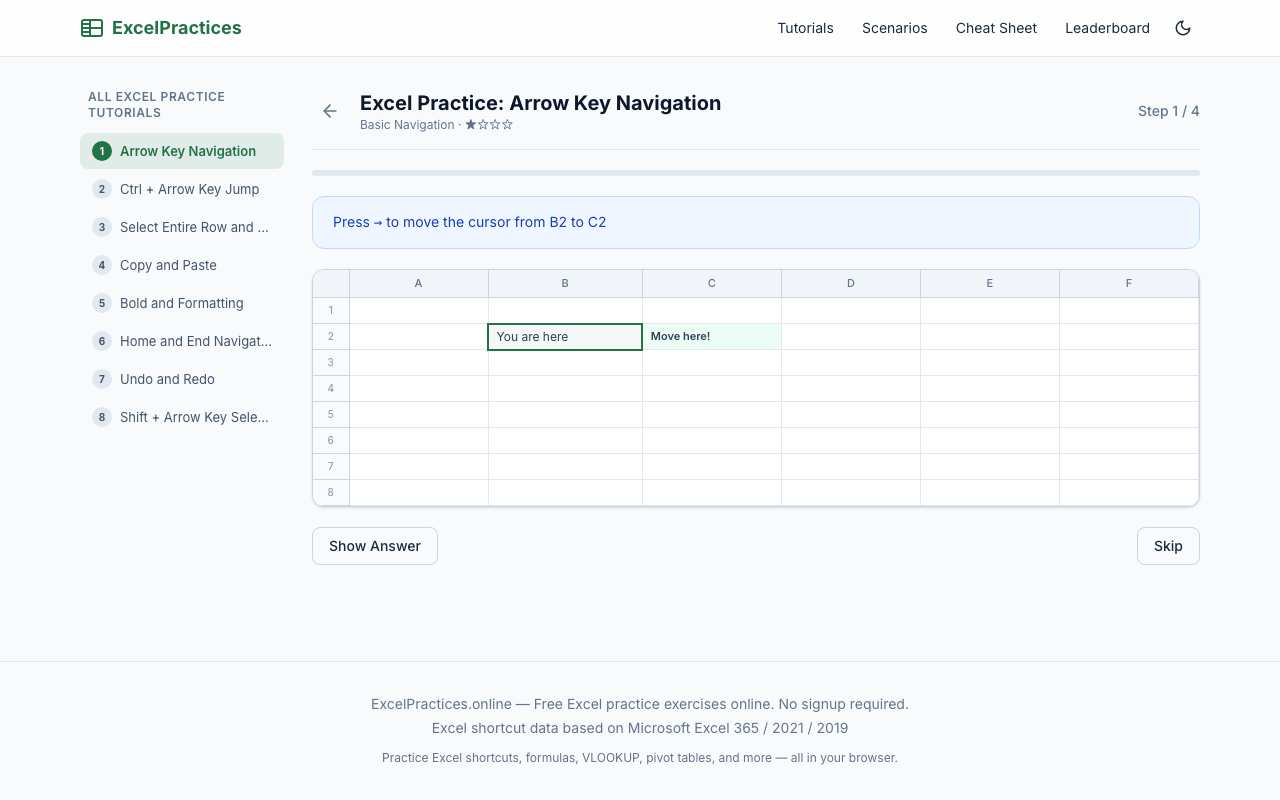 ExcelPractices
Tutorials
Scenarios
Cheat Sheet
Leaderboard
ALL EXCEL PRACTICE
TUTORIALS
1 Arrow Key Navigation
2 Ctrl + Arrow Key Jump
3 Select Entire Row and ...
4 Copy and Paste
5 Bold and Formatting
6 Home and End Navigat...
7 Undo and Redo
8 Shift + Arrow Key Sele...
Excel Practice: Arrow Key Navigation
Basic Navigation · ★☆☆☆
Step 1 / 4
Press → to move the cursor from B2 to C2
A B C D E F
1
2 You are here Move here!
3
4
5
6
7
8
Show Answer
Skip
ExcelPractices.online — Free Excel practice exercises online. No signup required.
Excel shortcut data based on Microsoft Excel 365 / 2021 / 2019
Practice Excel shortcuts, formulas, VLOOKUP, pivot tables, and more — all in your browser.